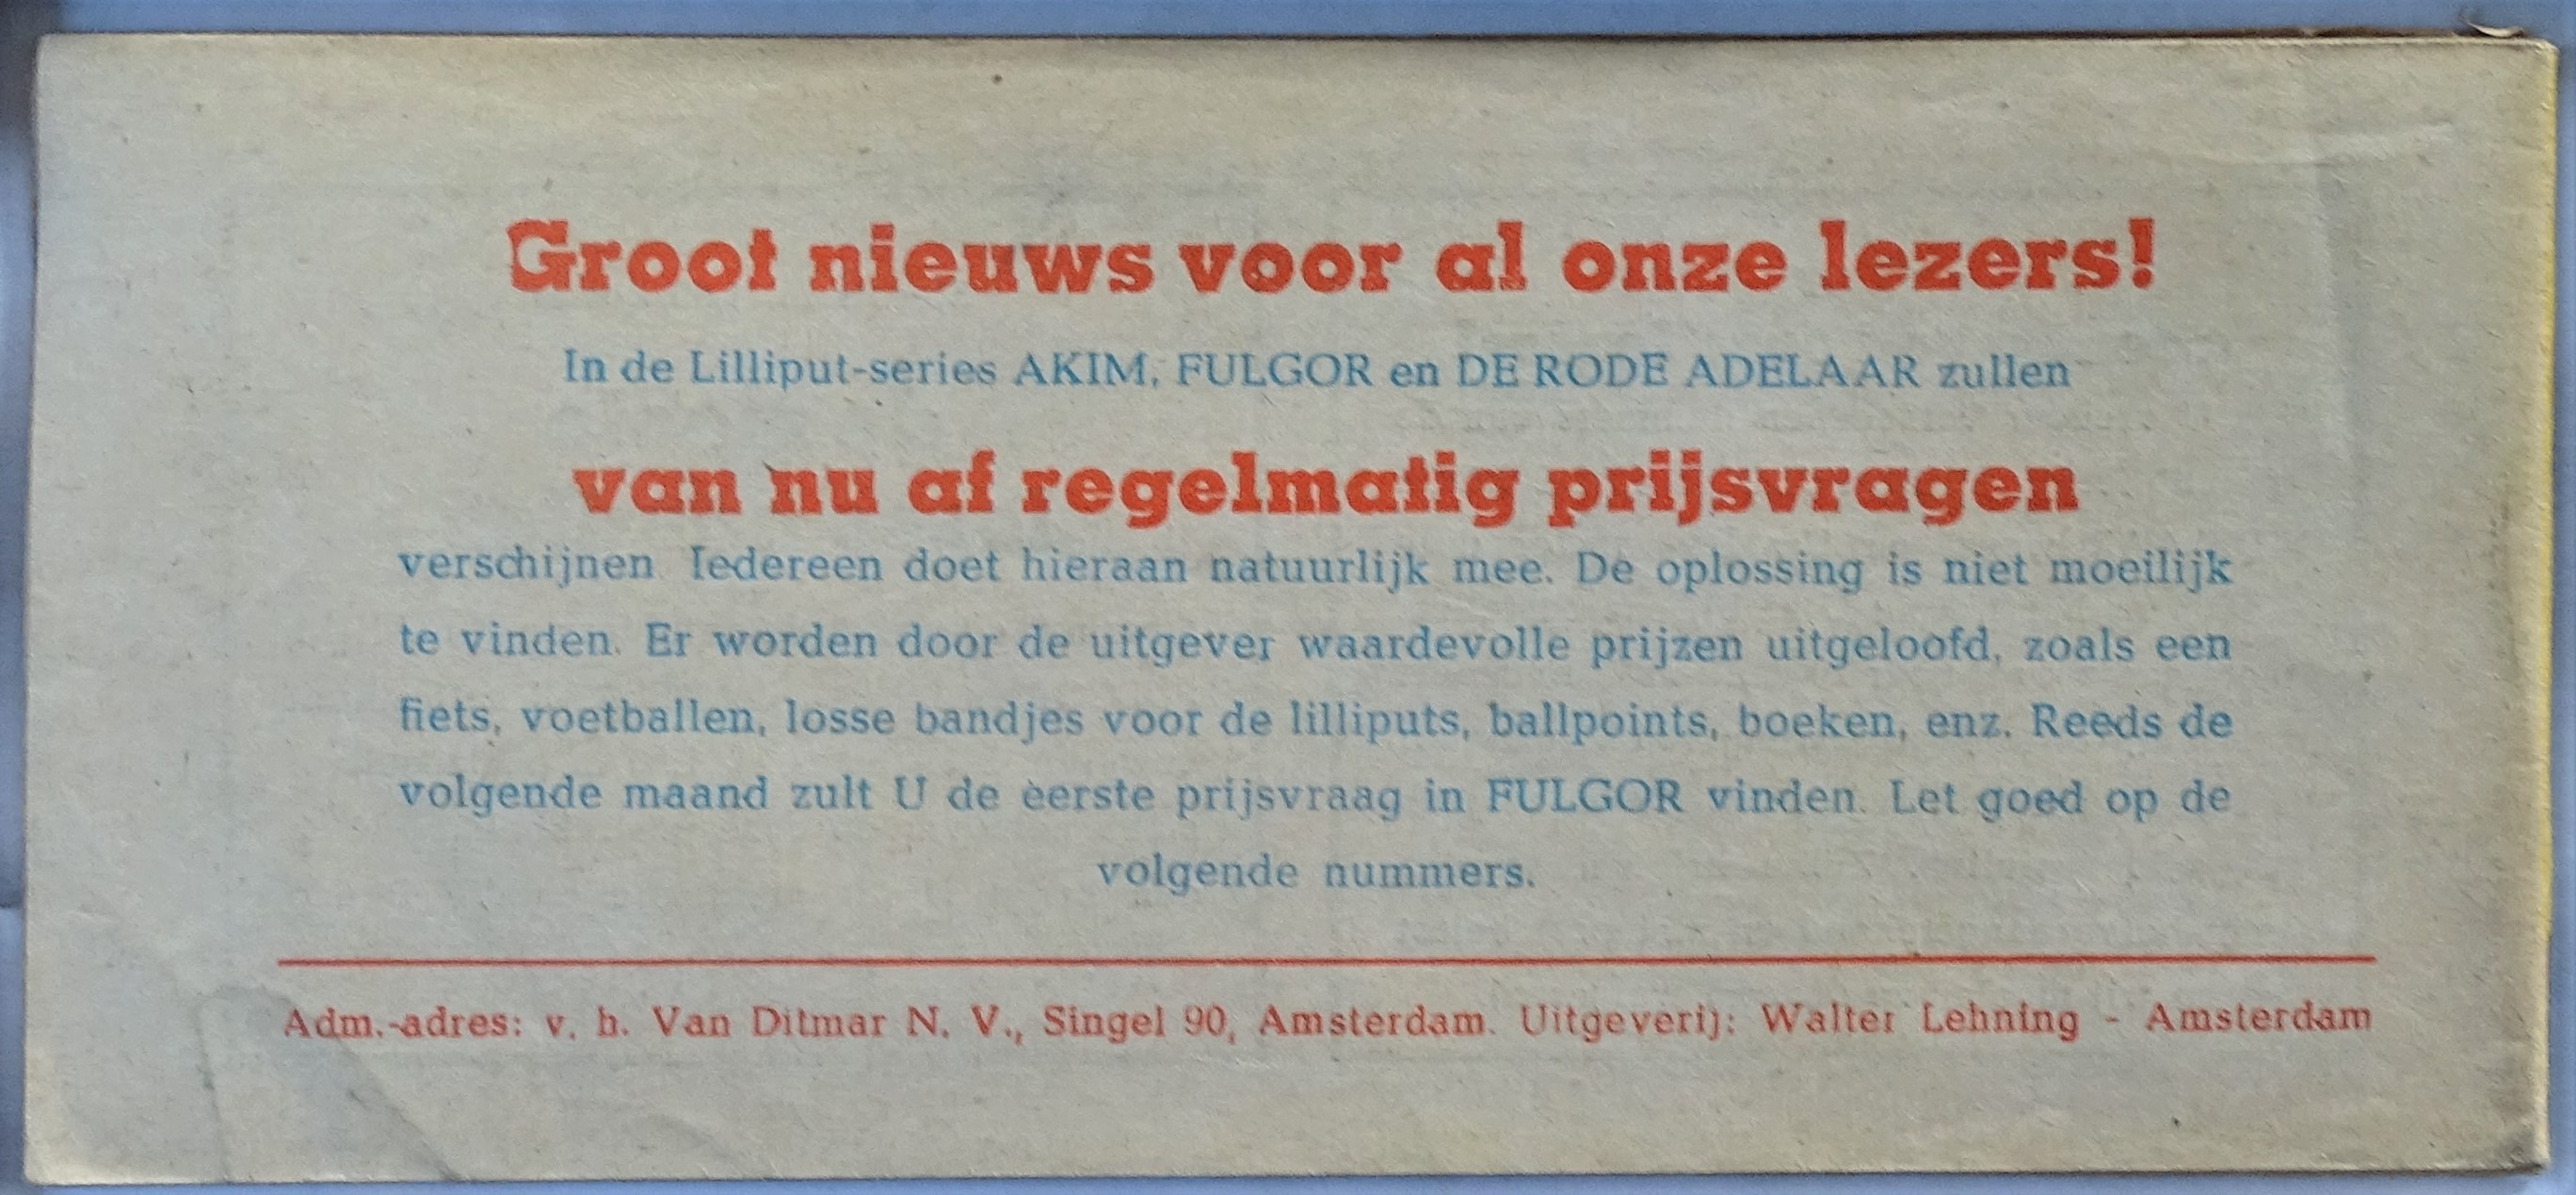 Groot nieuws voor al onze lezers!
In de Lilliput-series AKIM, FULGOR en DE RODE ADELAAR zullen
van nu af regelmatig prijsvragen
verschijnen. Iedereen doet hieraan natuurlijk mee. De oplossing is niet moeilijk
te vinden. Er worden door de uitgever waardevolle prijzen uitgeloofd, zoals een
fiets, voetballen, losse bandjes voor de lilliputs, ballpoints, boeken, enz. Reeds de
volgende maand zult U de eerste prijsvraag in FULGOR vinden. Let goed op de
volgende nummers.
Adm.-adres: v. h. Van Ditmar N. V., Singel 90, Amsterdam. Uitgeverij: Walter Lehning - Amsterdam